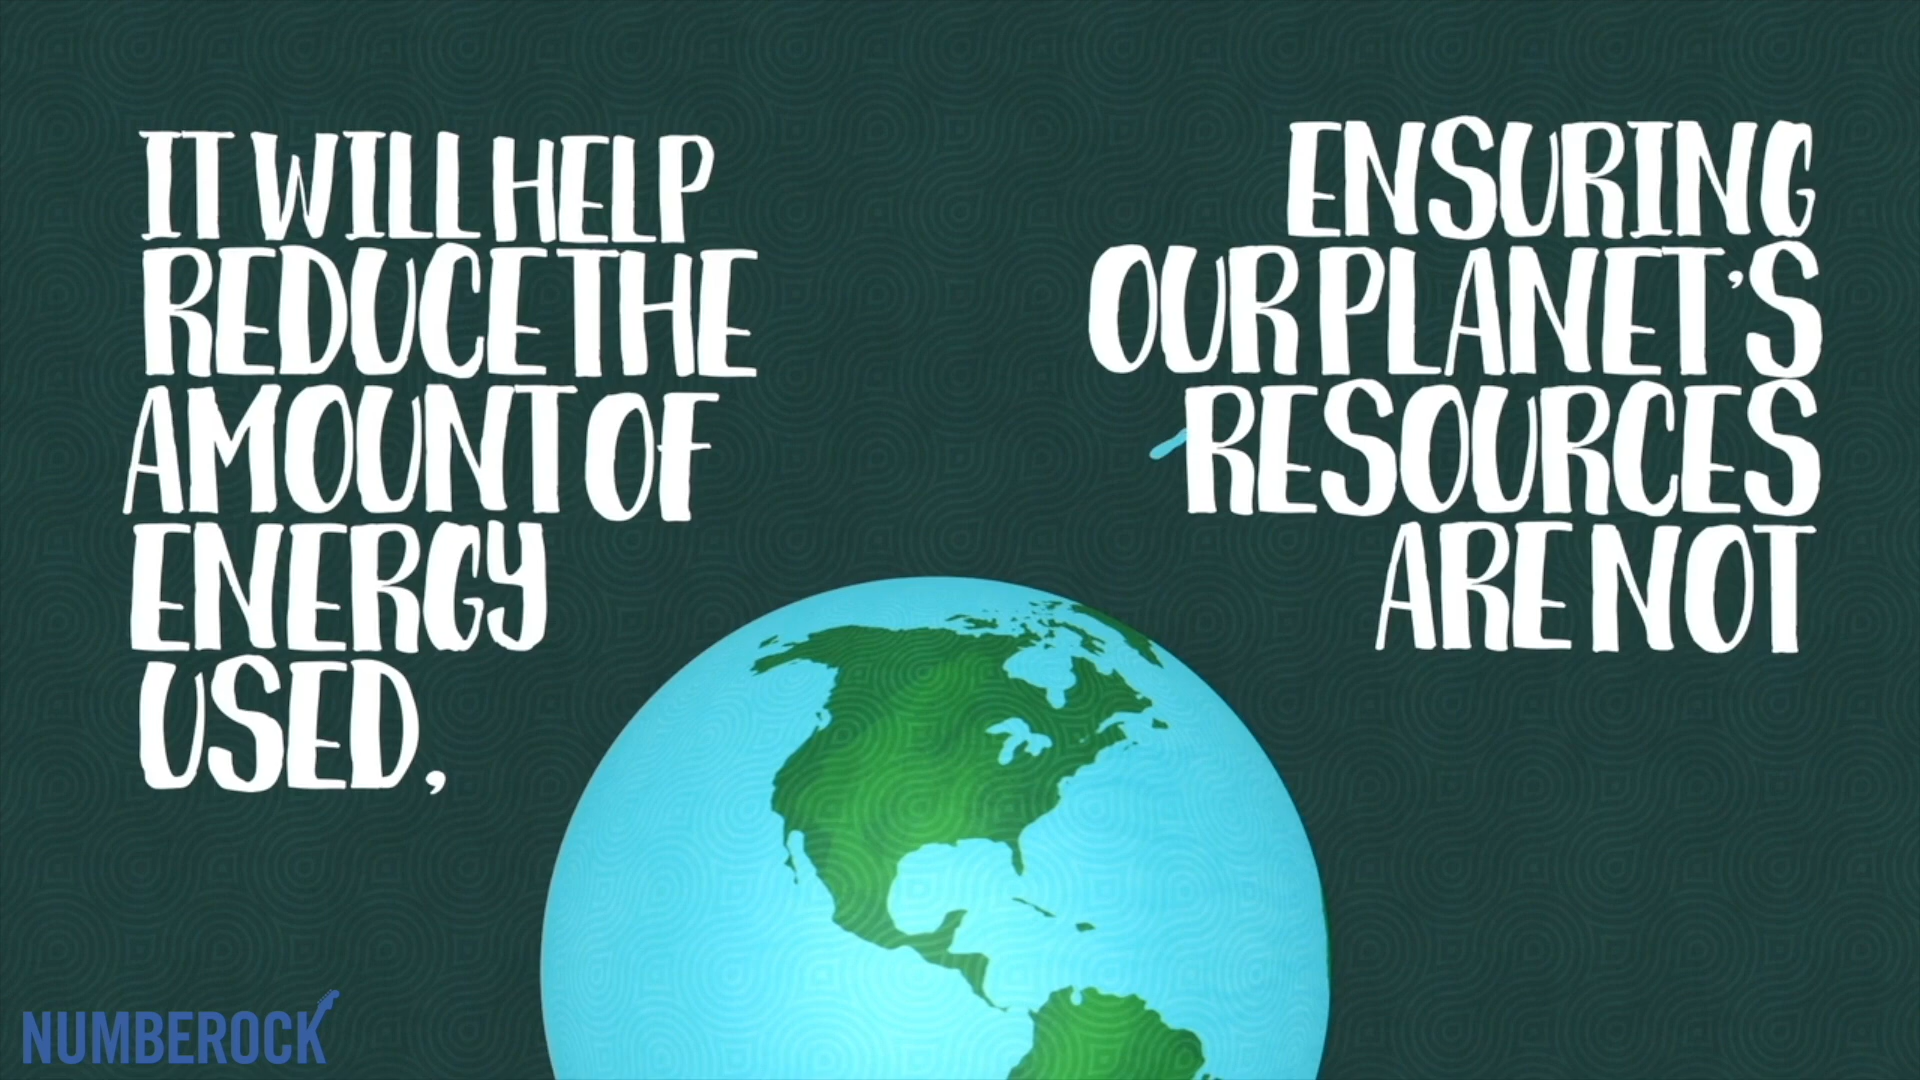 IT WILL HELP
REDUCE THE
AMOUNT OF
ENERGY
USED,
ENSURING
OUR PLANET'S
RESOURCES
ARE NOT
NUMBEROCK